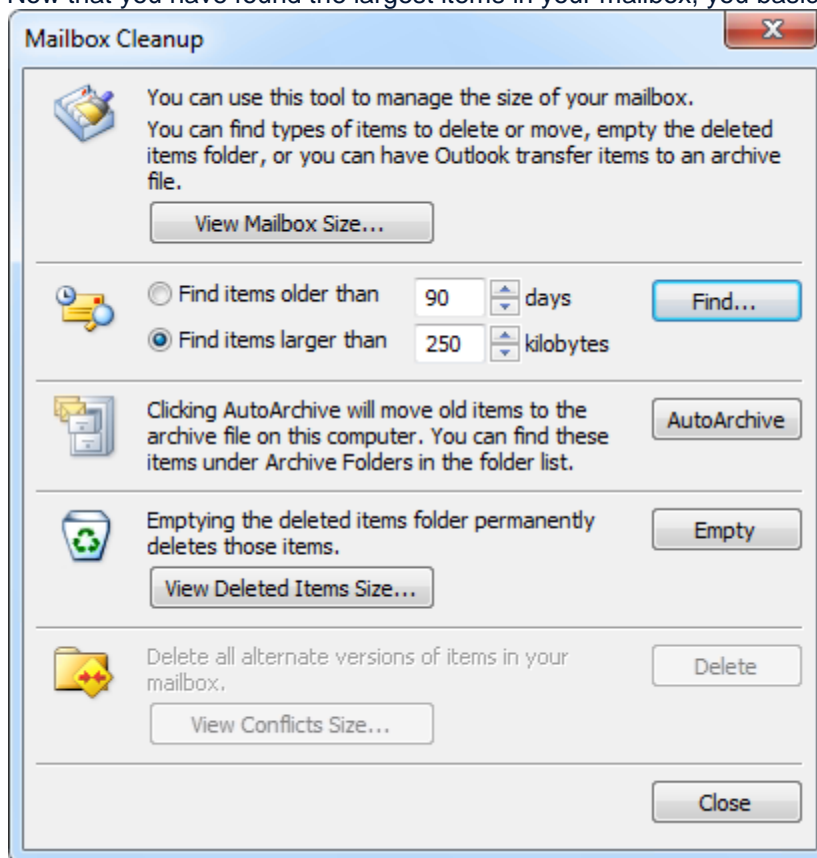 Now that you have found the largest items in your mailbox, you basic
Mailbox Cleanup
You can use this tool to manage the size of your mailbox.
You can find types of items to delete or move, empty the deleted
items folder, or you can have Outlook transfer items to an archive
file.
View Mailbox Size...
Find items older than 90 days Find...
Find items larger than 250 kilobytes
Clicking AutoArchive will move old items to the AutoArchive
archive file on this computer. You can find these
items under Archive Folders in the folder list.
Emptying the deleted items folder permanently Empty
deletes those items.
View Deleted Items Size...
Delete all alternate versions of items in your Delete
mailbox.
View Conflicts Size...
Close